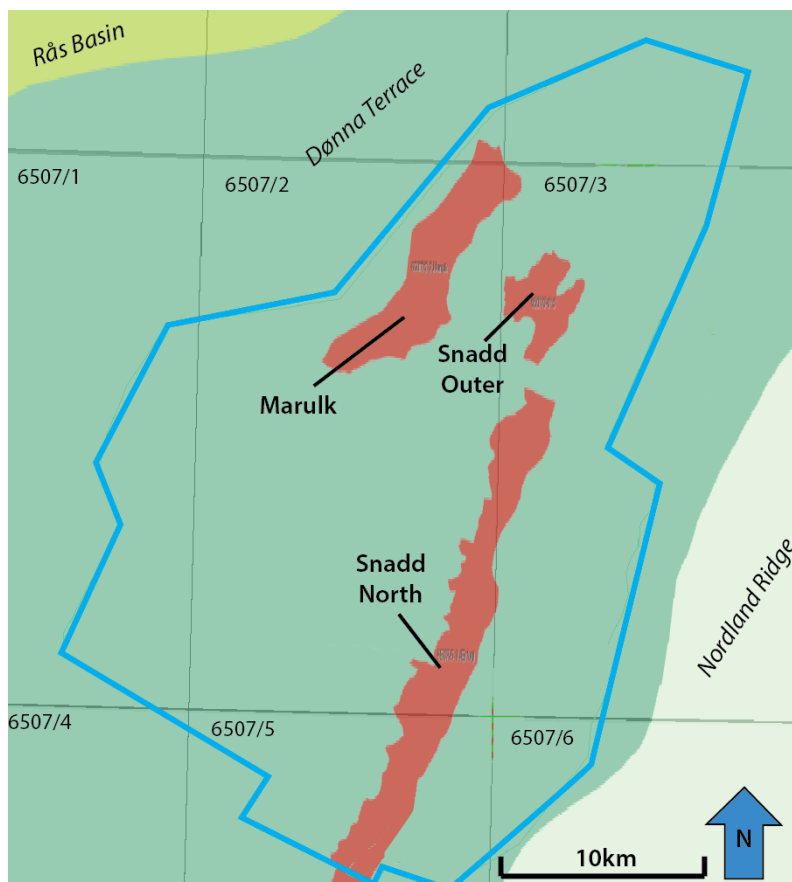 Rås Basin
Dønna Terrace
6507/1
6507/2
6507/3
Snadd
Outer
Marulk
Snadd
North
Nordland Ridge
6507/4
6507/5
6507/6
10km
N